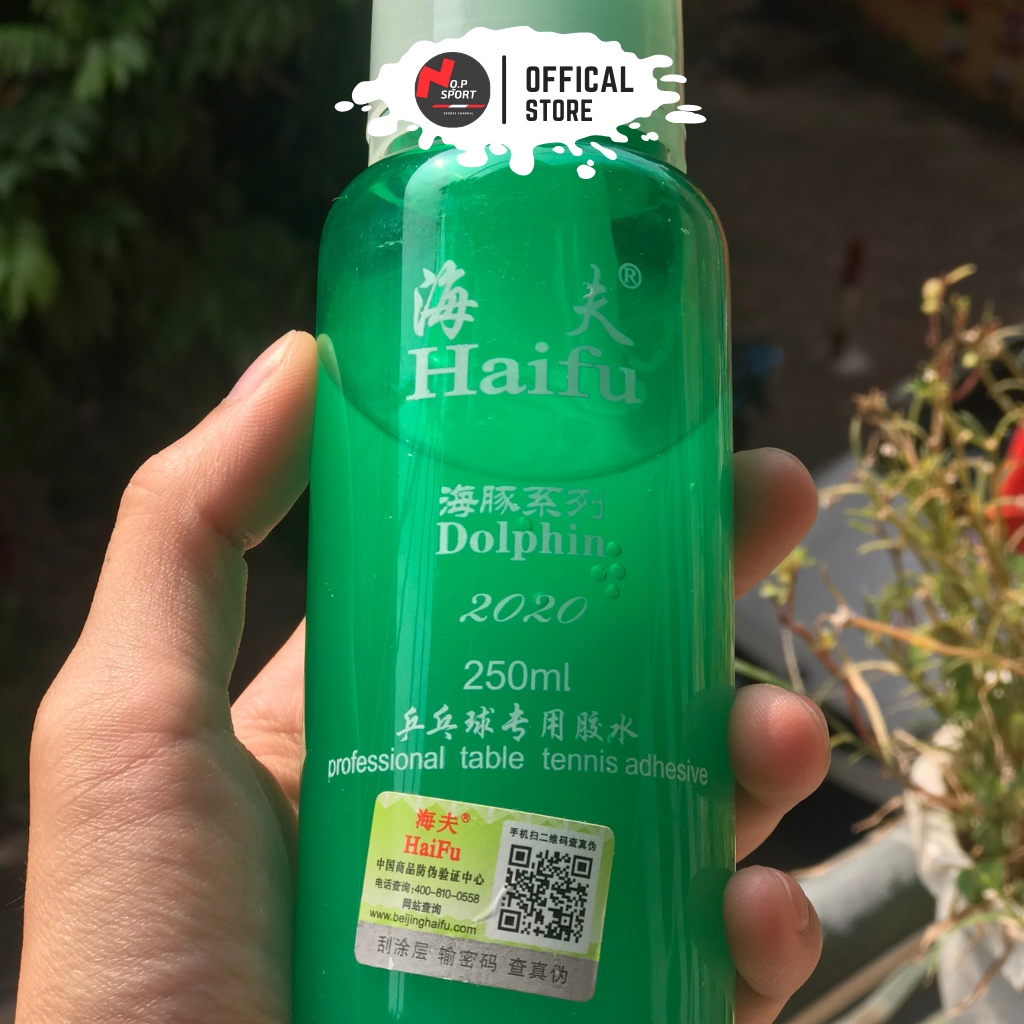 N
O.P
SPORT
SPORTS CHANNEL
OFFICAL
STORE
海夫®
Haifu
海豚系列
Dolphin
2020
250ml
乒乓球专用胶水
professional table tennis adhesive
海夫®
HaiFu
中国商品防伪验证中心
电话查询:400-810-0558
网站查询
www.beijinghaifu.com
手机扫二维码查真伪
刮涂层 输密码 查真伪